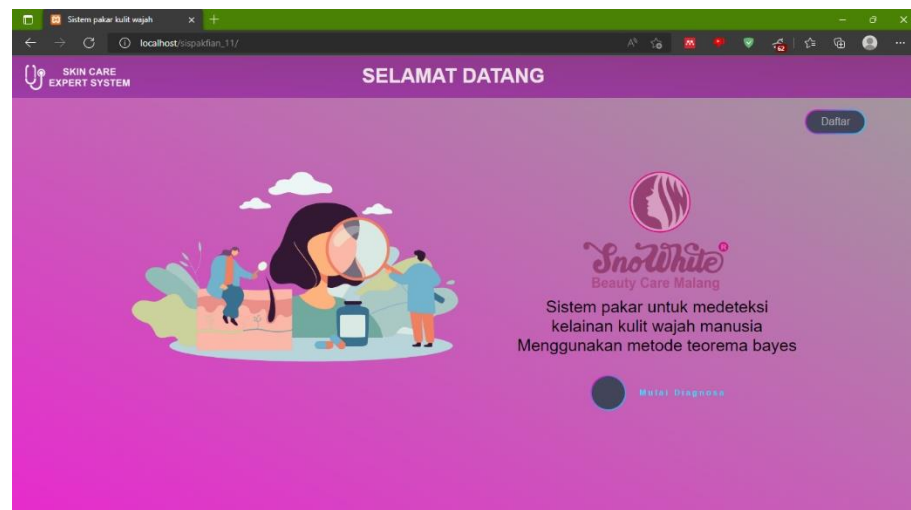 Sistem pakar kulit wajah
localhost/sispakfian_11/
SKIN CARE
EXPERT SYSTEM
SELAMAT DATANG
Daftar
SnoWhite
R
Beauty Care Malang
Sistem pakar untuk medeteksi
kelainan kulit wajah manusia
Menggunakan metode teorema bayes
Mulai Diagnosa